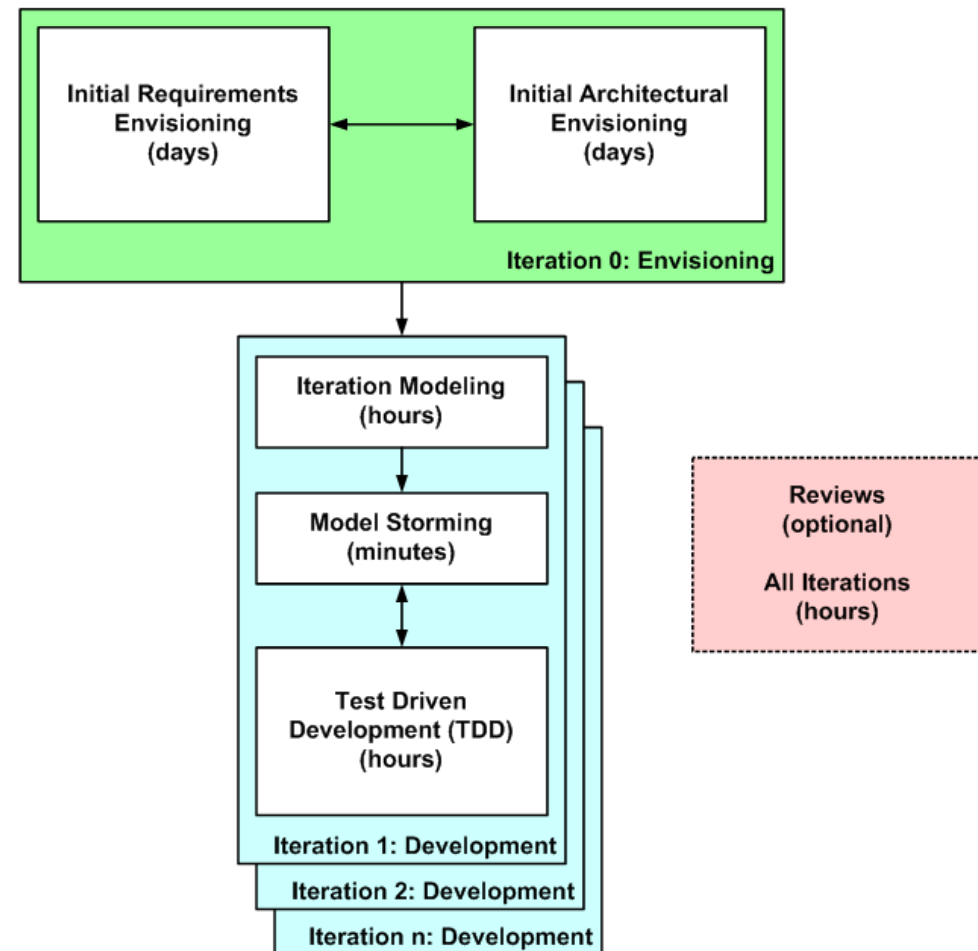 Initial Requirements
Envisioning
(days)
Initial Architectural
Envisioning
(days)
Iteration 0: Envisioning
Iteration Modeling
(hours)
Model Storming
(minutes)
Test Driven
Development (TDD)
(hours)
Iteration 1: Development
Iteration 2: Development
Iteration n: Development
Reviews
(optional)
All Iterations
(hours)